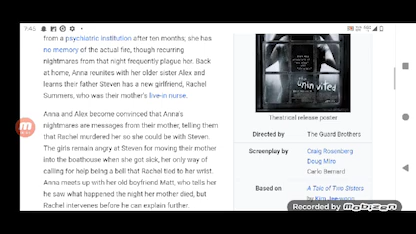 7:45
from a psychiatric institution after ten months; she has
no memory of the actual fire, though recurring
nightmares from that night frequently plague her. Back
at home, Anna reunites with her older sister Alex and
learns their father Steven has a new girlfriend, Rachel
Summers, who was their mother's live-in nurse.
Anna and Alex become convinced that Anna's
nightmares are messages from their mother, telling them
that Rachel murdered her so she could be with Steven.
The girls remain angry at Steven for moving their mother
into the boathouse when she got sick, her only way of
calling for help being a bell that Rachel tied to her wrist.
Anna meets up with her old boyfriend Matt, who tells her
he saw what happened the night her mother died, but
Rachel intervenes before he can explain further.
the uninvited
Theatrical release poster
Directed by The Guard Brothers
Screenplay by Craig Rosenberg
Doug Miro
Carlo Bernard
Based on A Tale of Two Sisters
by Kim Jee-woon
Recorded by Mobizen